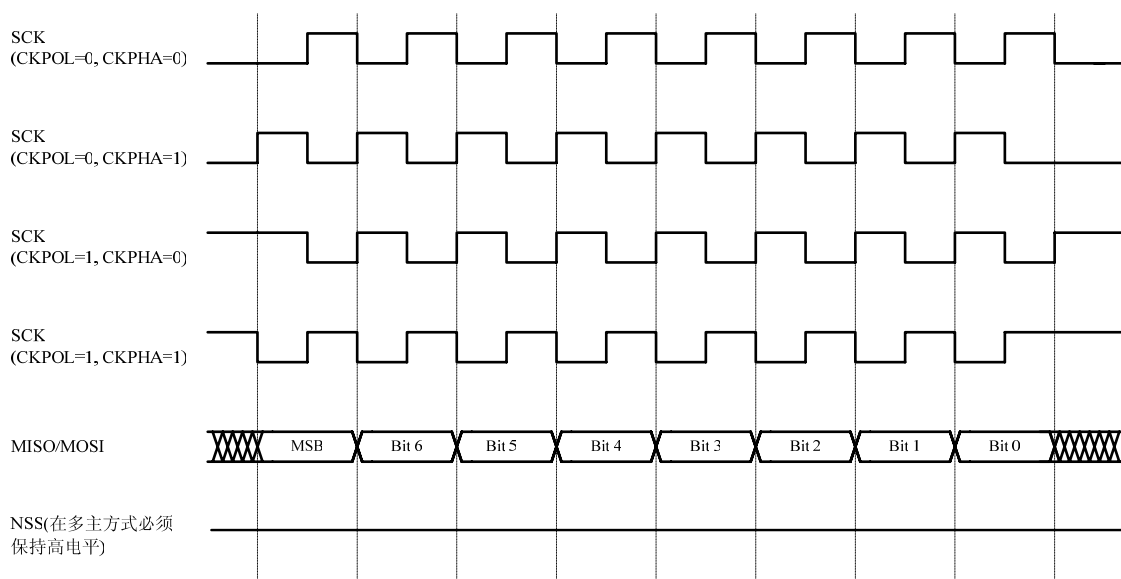 SCK
(CKPOL=0, CKPHA=0)
SCK
(CKPOL=0, CKPHA=1)
SCK
(CKPOL=1, CKPHA=0)
SCK
(CKPOL=1, CKPHA=1)
MISO/MOSI
MSB
Bit 6
Bit 5
Bit 4
Bit 3
Bit 2
Bit 1
Bit 0
NSS(在多主方式必须
保持高电平)